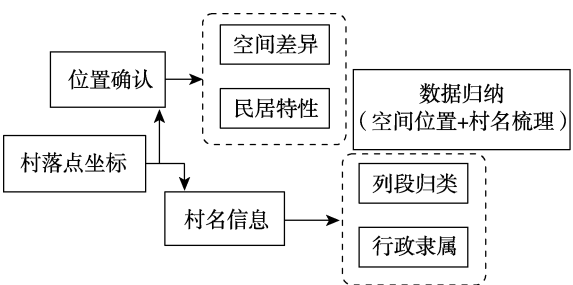 空间差异
位置确认
民居特性
数据归纳
（空间位置+村名梳理）
村落点坐标
列段归类
村名信息
行政隶属